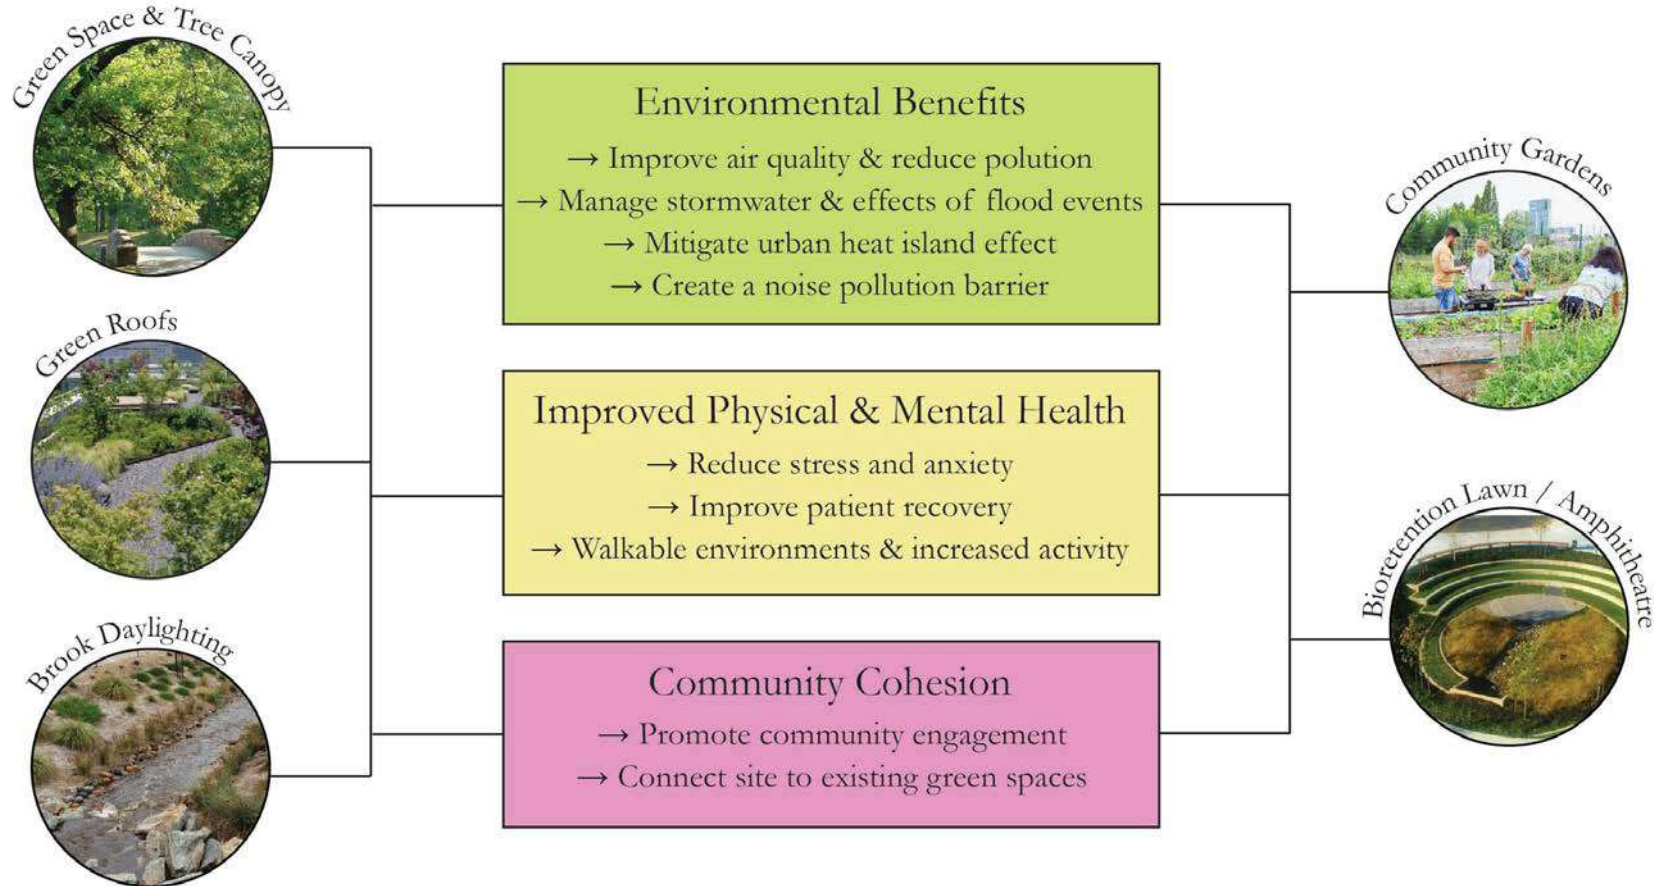 Green Space & Tree Canopy
Green Roofs
Brook Daylighting
Environmental Benefits
→ Improve air quality & reduce polution
→ Manage stormwater & effects of flood events
→ Mitigate urban heat island effect
→ Create a noise pollution barrier
Improved Physical & Mental Health
→ Reduce stress and anxiety
→ Improve patient recovery
→ Walkable environments & increased activity
Community Cohesion
→ Promote community engagement
→ Connect site to existing green spaces
Community Gardens
Bioretention Lawn / Amphitheatre